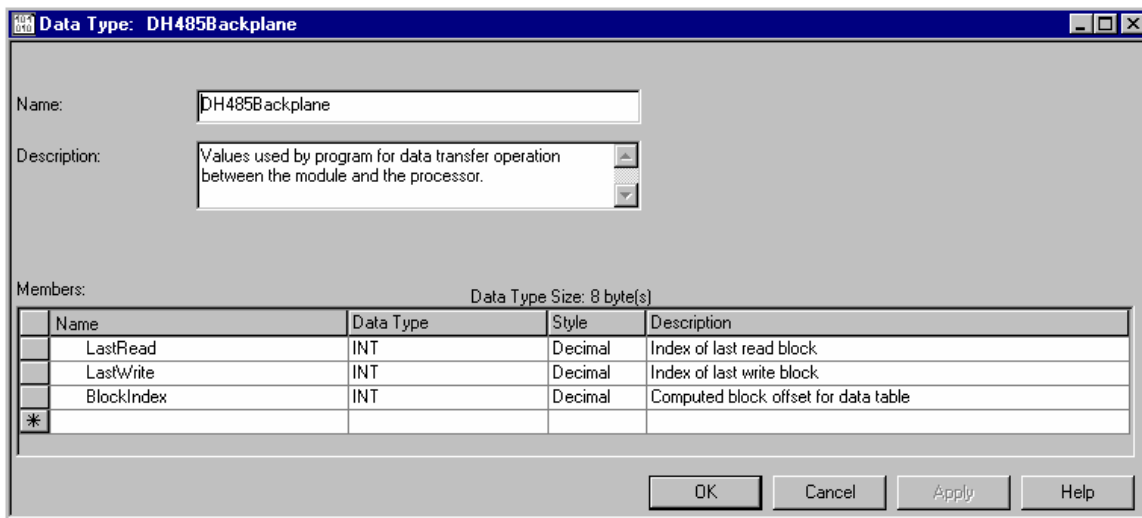 Data Type: DH485Backplane
Name:
DH485Backplane
Description:
Values used by program for data transfer operation
between the module and the processor.
Members:
Data Type Size: 8 byte(s)
Name Data Type Style Description
LastRead INT Decimal Index of last read block
LastWrite INT Decimal Index of last write block
BlockIndex INT Decimal Computed block offset for data table
OK Cancel Apply Help